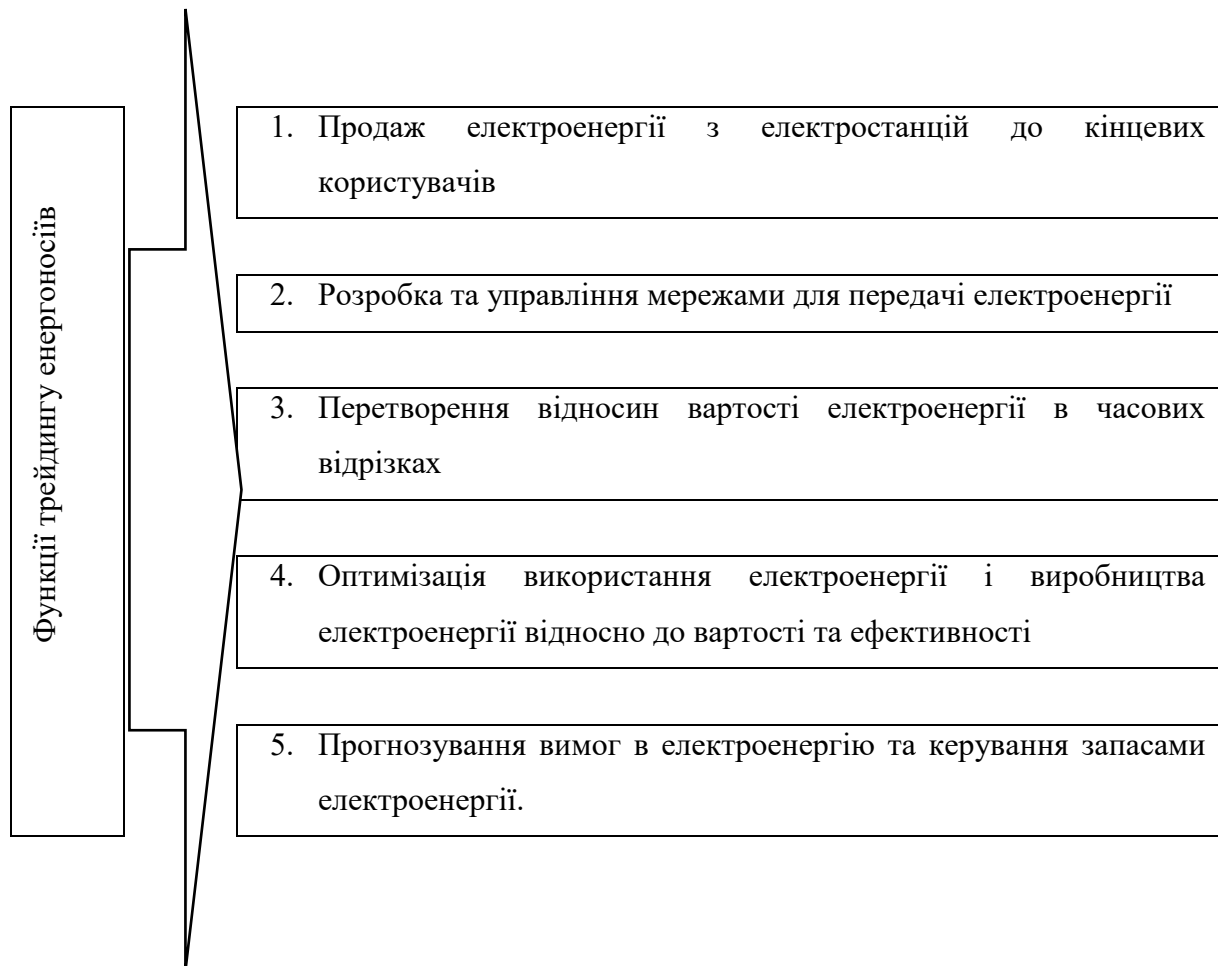 Функції трейдингу енергоносіїв
1. Продаж електроенергії з електростанцій до кінцевих
користувачів
2. Розробка та управління мережами для передачі електроенергії
3. Перетворення відносин вартості електроенергії в часових
відрізках
4. Оптимізація використання електроенергії і виробництва
електроенергії відносно до вартості та ефективності
5. Прогнозування вимог в електроенергію та керування запасами
електроенергії.